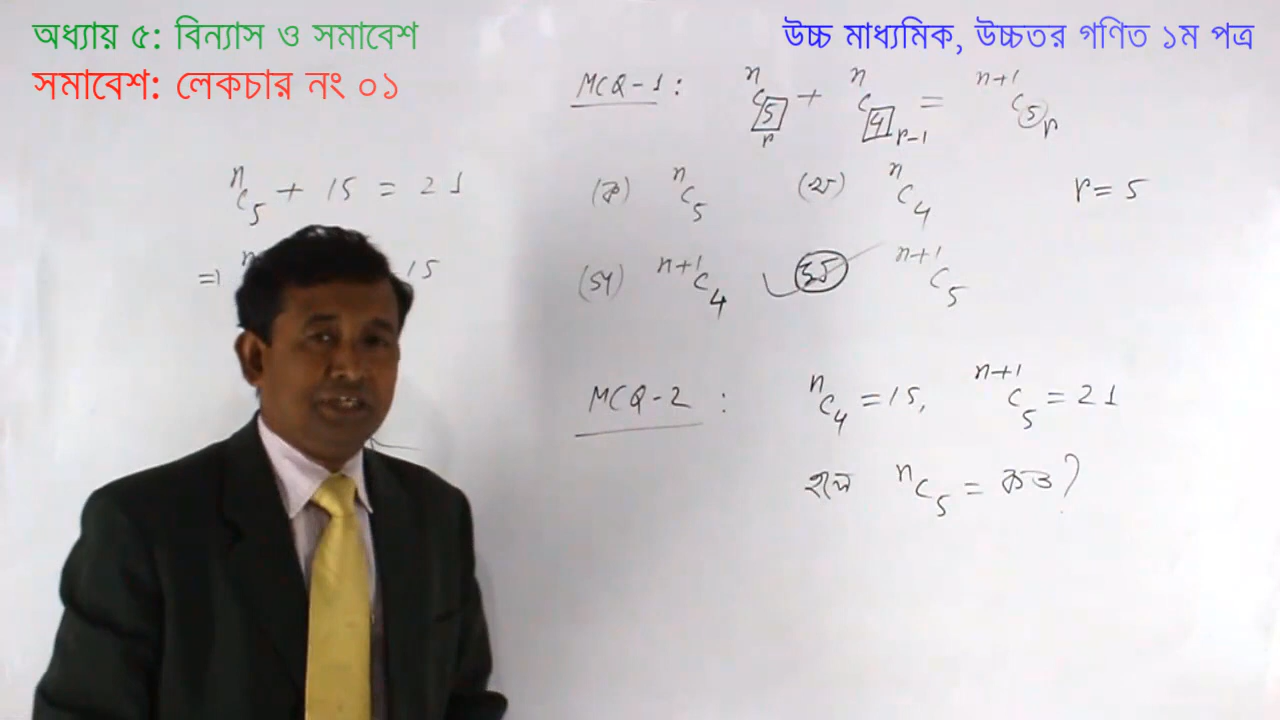 অধ্যায় ৫: বিন্যাস ও সমাবেশ
সমাবেশ: লেকচার নং ০১
উচ্চ মাধ্যমিক, উচ্চতর গণিত ১ম পত্র
ⁿC₅ + 15 = 21
⇒ n 15
MCQ-1: ⁿC₅ + ⁿC₄ = ⁿ⁺¹C₅
r r-1 r
(ক) ⁿC₅ (খ) ⁿC₄ r = 5
(গ) ⁿ⁺¹C₄ ⁿ⁺¹C₅
MCQ-2: ⁿC₄ = 15, ⁿ⁺¹C₅ = 21
হলে ⁿC₅ = কত?